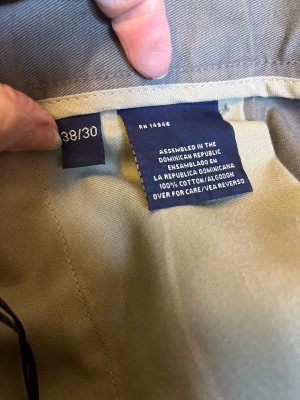 38/30
RN 14846
ASSEMBLED IN THE
DOMINICAN REPUBLIC
ENSAMBLADO EN
LA REPUBLICA DOMINICANA
100% COTTON/ALGODON
OVER FOR CARE/VEA REVERSO